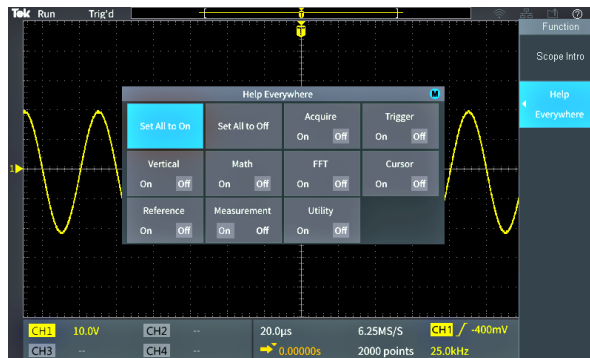 Tek Run Trig'd
T
Function
Scope Intro
Help
Everywhere
Help Everywhere M
Set All to On
Set All to Off
Acquire
On Off
Trigger
On Off
Vertical
On Off
Math
On Off
FFT
On Off
Cursor
On Off
Reference
On Off
Measurement
On Off
Utility
On Off
1
CH1 10.0V CH2 -- 20.0µs 6.25MS/S CH1 -400mV
CH3 -- CH4 -- 0.00000s 2000 points 25.0kHz